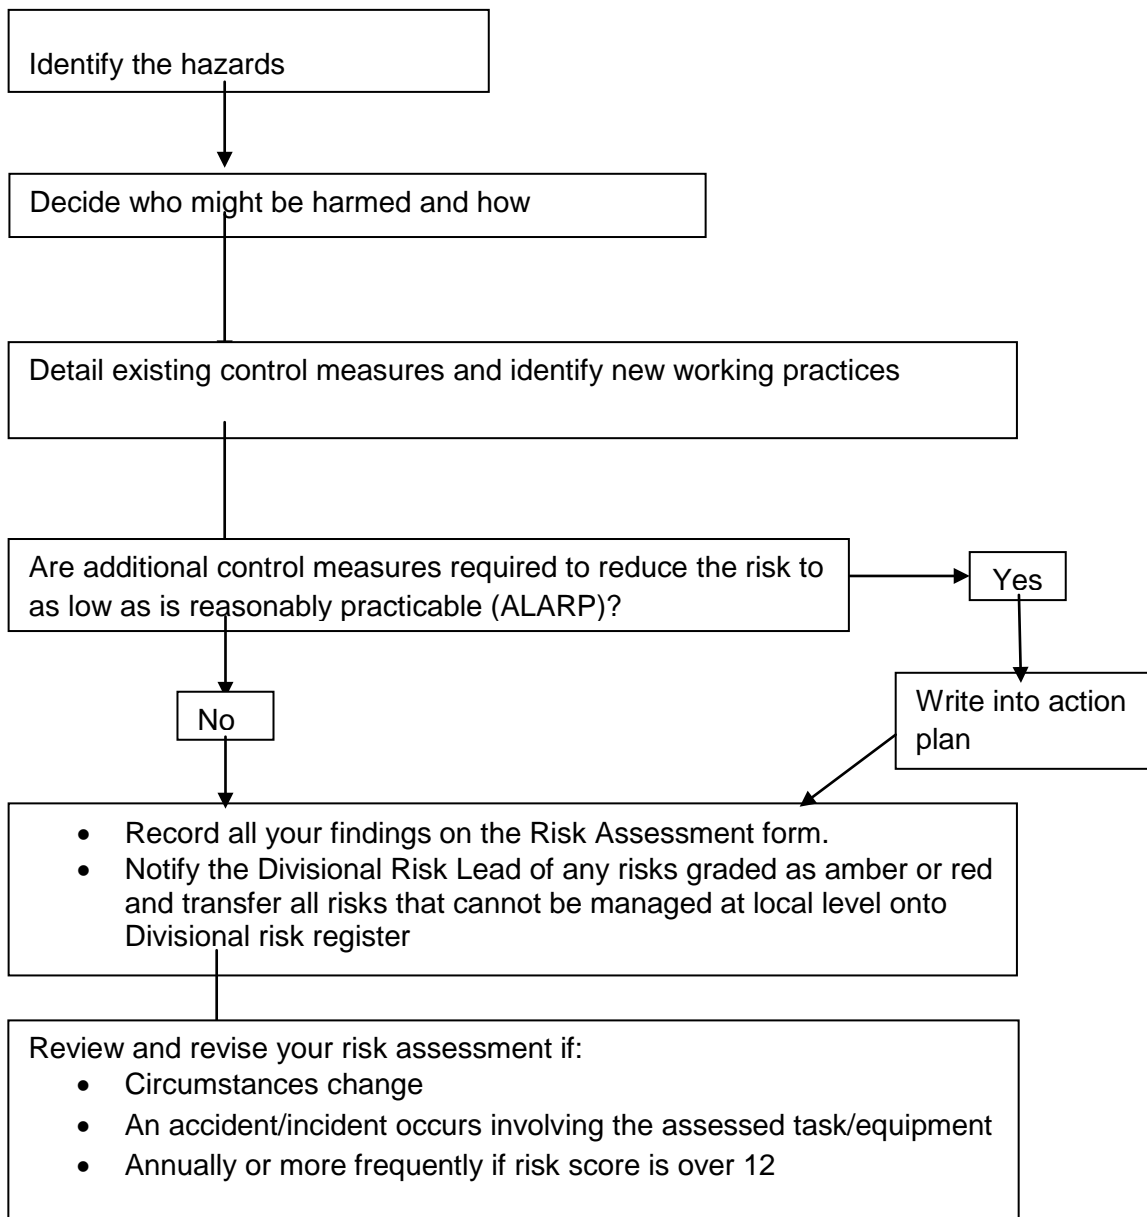 Identify the hazards
Decide who might be harmed and how
Detail existing control measures and identify new working practices
Are additional control measures required to reduce the risk to
as low as is reasonably practicable (ALARP)?
Yes
No
Write into action
plan
• Record all your findings on the Risk Assessment form.
• Notify the Divisional Risk Lead of any risks graded as amber or red
and transfer all risks that cannot be managed at local level onto
Divisional risk register
Review and revise your risk assessment if:
• Circumstances change
• An accident/incident occurs involving the assessed task/equipment
• Annually or more frequently if risk score is over 12